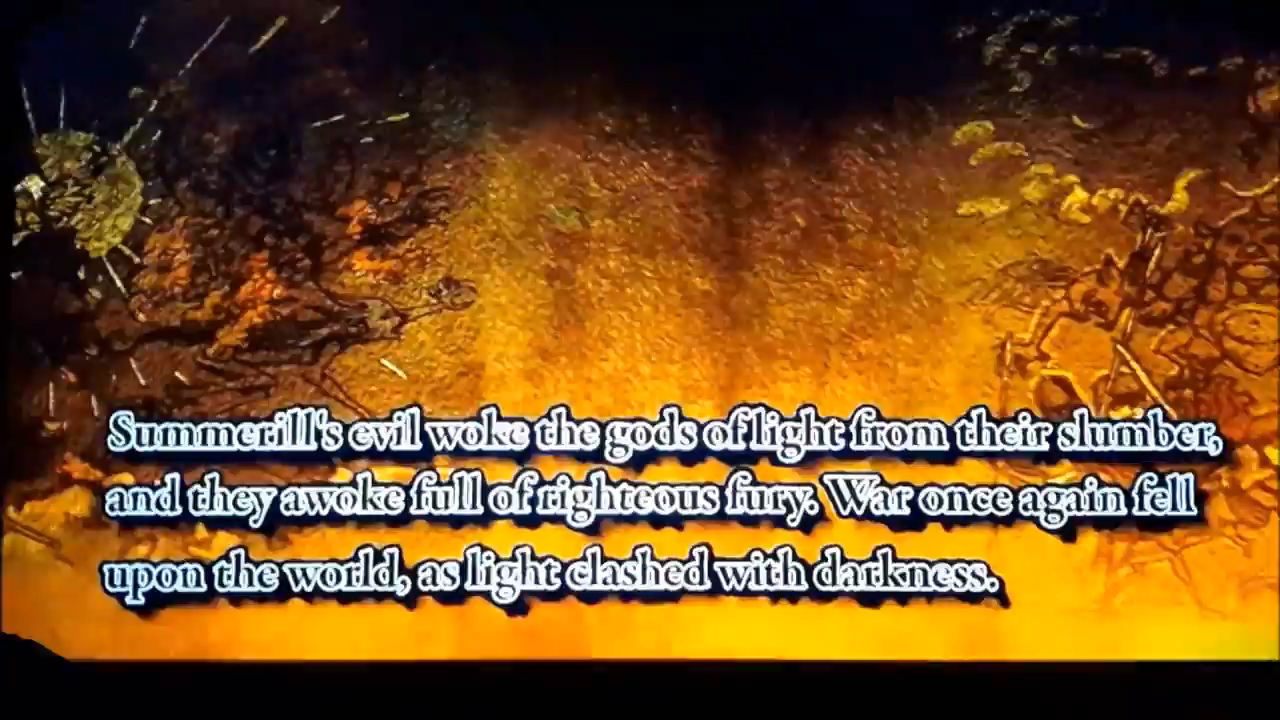 Summerill's evil woke the gods of light from their slumber,
and they awoke full of righteous fury. War once again fell
upon the world, as light clashed with darkness.